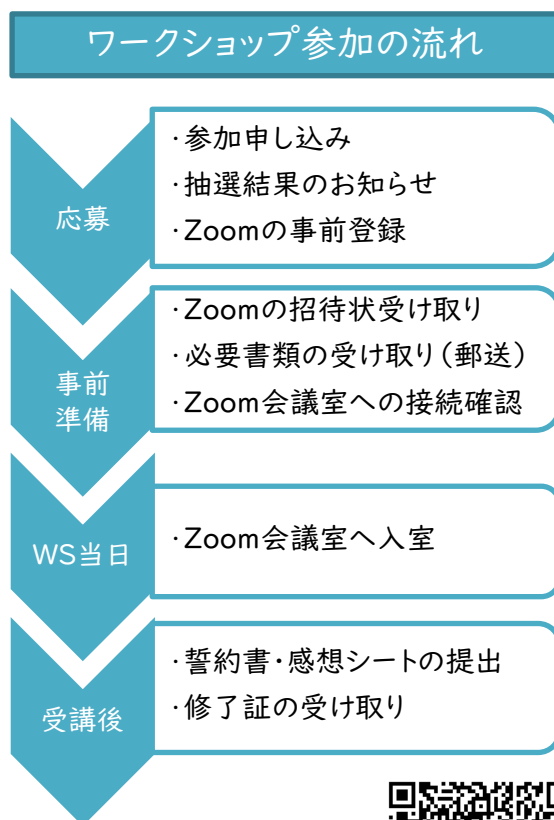 ワークショップ参加の流れ
応募
・参加申し込み
・抽選結果のお知らせ
・Zoomの事前登録
事前
準備
・Zoomの招待状受け取り
・必要書類の受け取り(郵送)
・Zoom会議室への接続確認
WS当日
・Zoom会議室へ入室
受講後
・誓約書・感想シートの提出
・修了証の受け取り